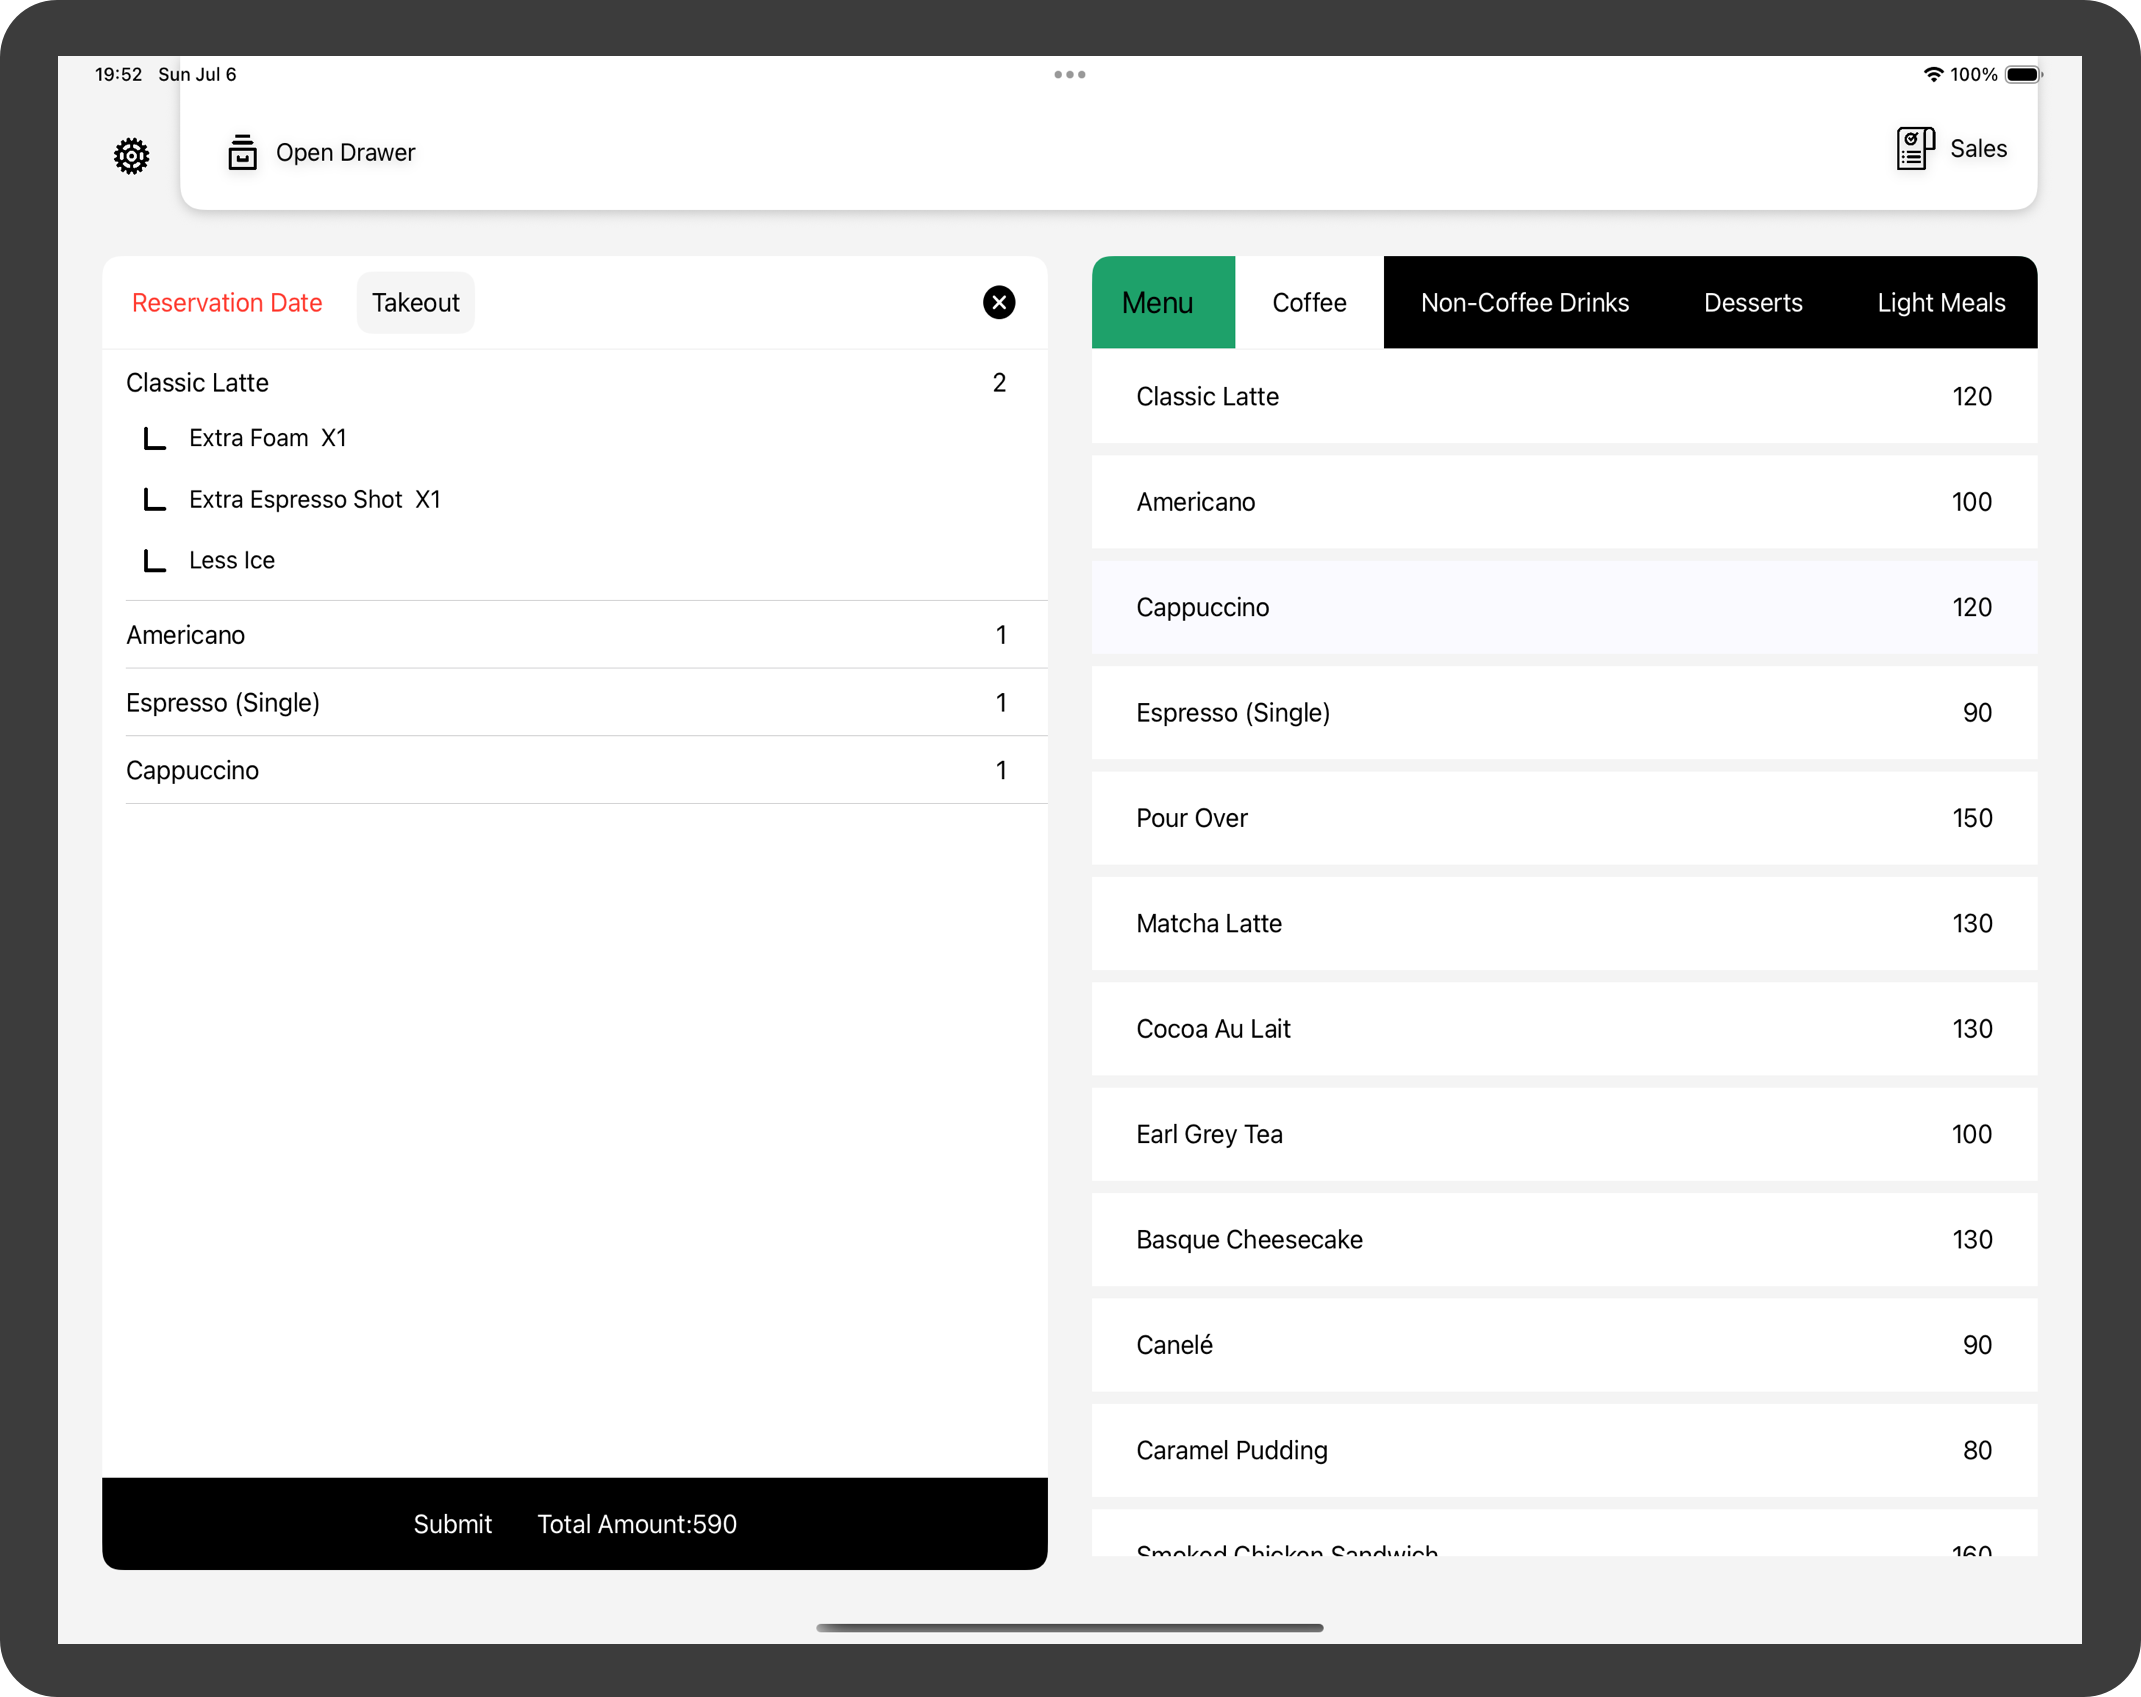 19:52 Sun Jul 6
100%
Open Drawer
Sales
Reservation Date Takeout
Classic Latte 2
Extra Foam X1
Extra Espresso Shot X1
Less Ice
Americano 1
Espresso (Single) 1
Cappuccino 1
Submit Total Amount:590
Menu Coffee Non-Coffee Drinks Desserts Light Meals
Classic Latte 120
Americano 100
Cappuccino 120
Espresso (Single) 90
Pour Over 150
Matcha Latte 130
Cocoa Au Lait 130
Earl Grey Tea 100
Basque Cheesecake 130
Canelé 90
Caramel Pudding 80
Smoked Chicken Sandwich 160